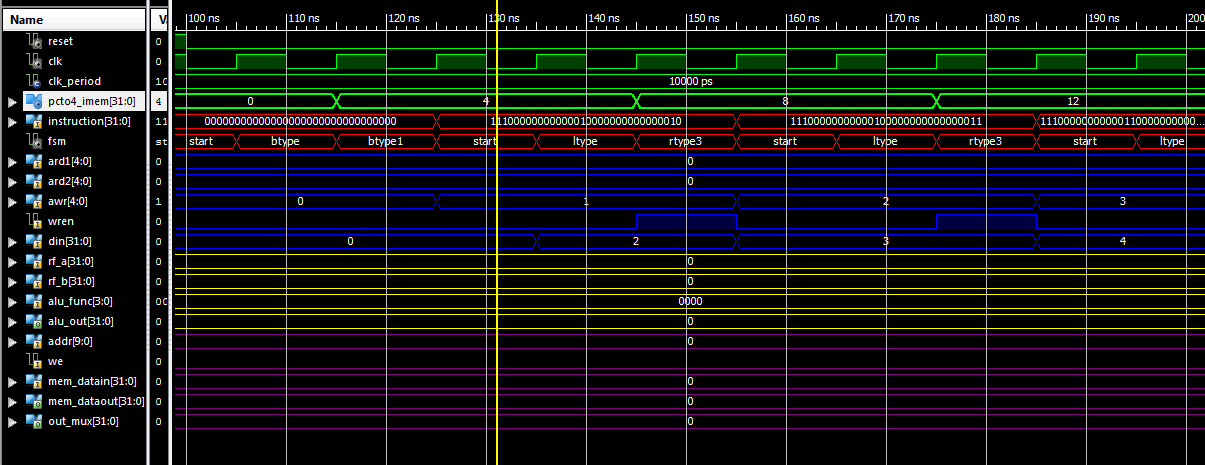 Name V. 100 ns 110 ns 120 ns 130 ns 140 ns 150 ns 160 ns 170 ns 180 ns 190 ns 200
reset 0
clk 0
clk_period 10 10000 ps
pcto4_imem[31:0] 4 0 4 8 12
instruction[31:0] 11 00000000000000000000000000000000 11100000000000010000000000000010 11100000000000100000000000000011 11100000000000110000000000...
fsm st start btype btype1 start ltype rtype3 start ltype rtype3 start ltype
ard1[4:0] 0 0
ard2[4:0] 0 0
awr[4:0] 1 0 1 2 3
wren 0
din[31:0] 0 0 2 3 4
rf_a[31:0] 0 0
rf_b[31:0] 0 0
alu_func[3:0] 00 0000
alu_out[31:0] 0 0
addr[9:0] 0 0
we 0
mem_datain[31:0] 0 0
mem_dataout[31:0] 0 0
out_mux[31:0] 0 0